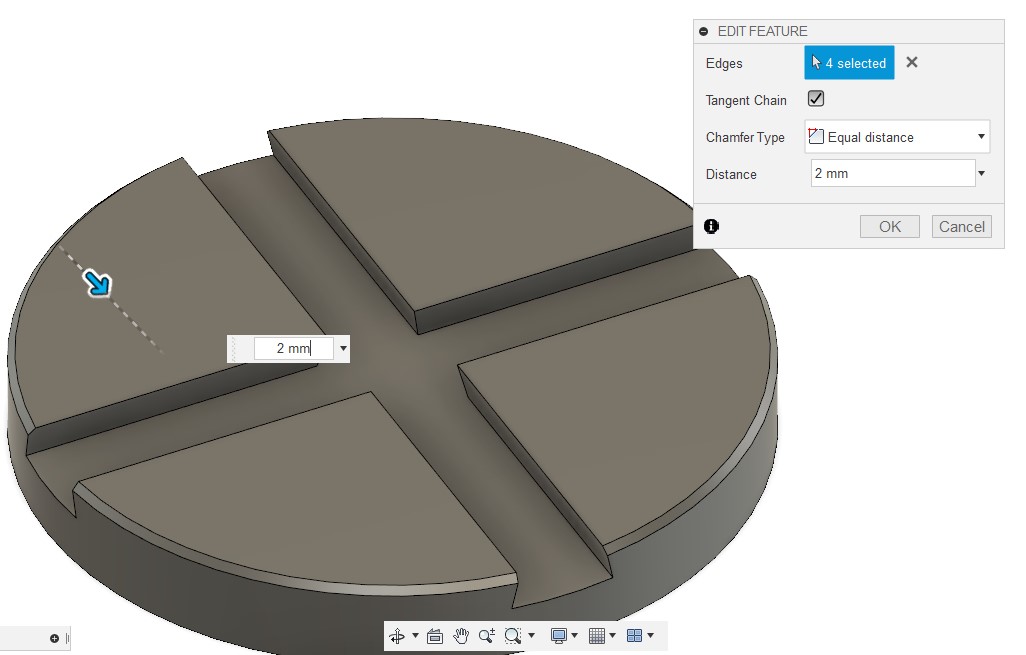 EDIT FEATURE
Edges 4 selected
Tangent Chain
Chamfer Type Equal distance
Distance 2 mm
OK Cancel
2 mm